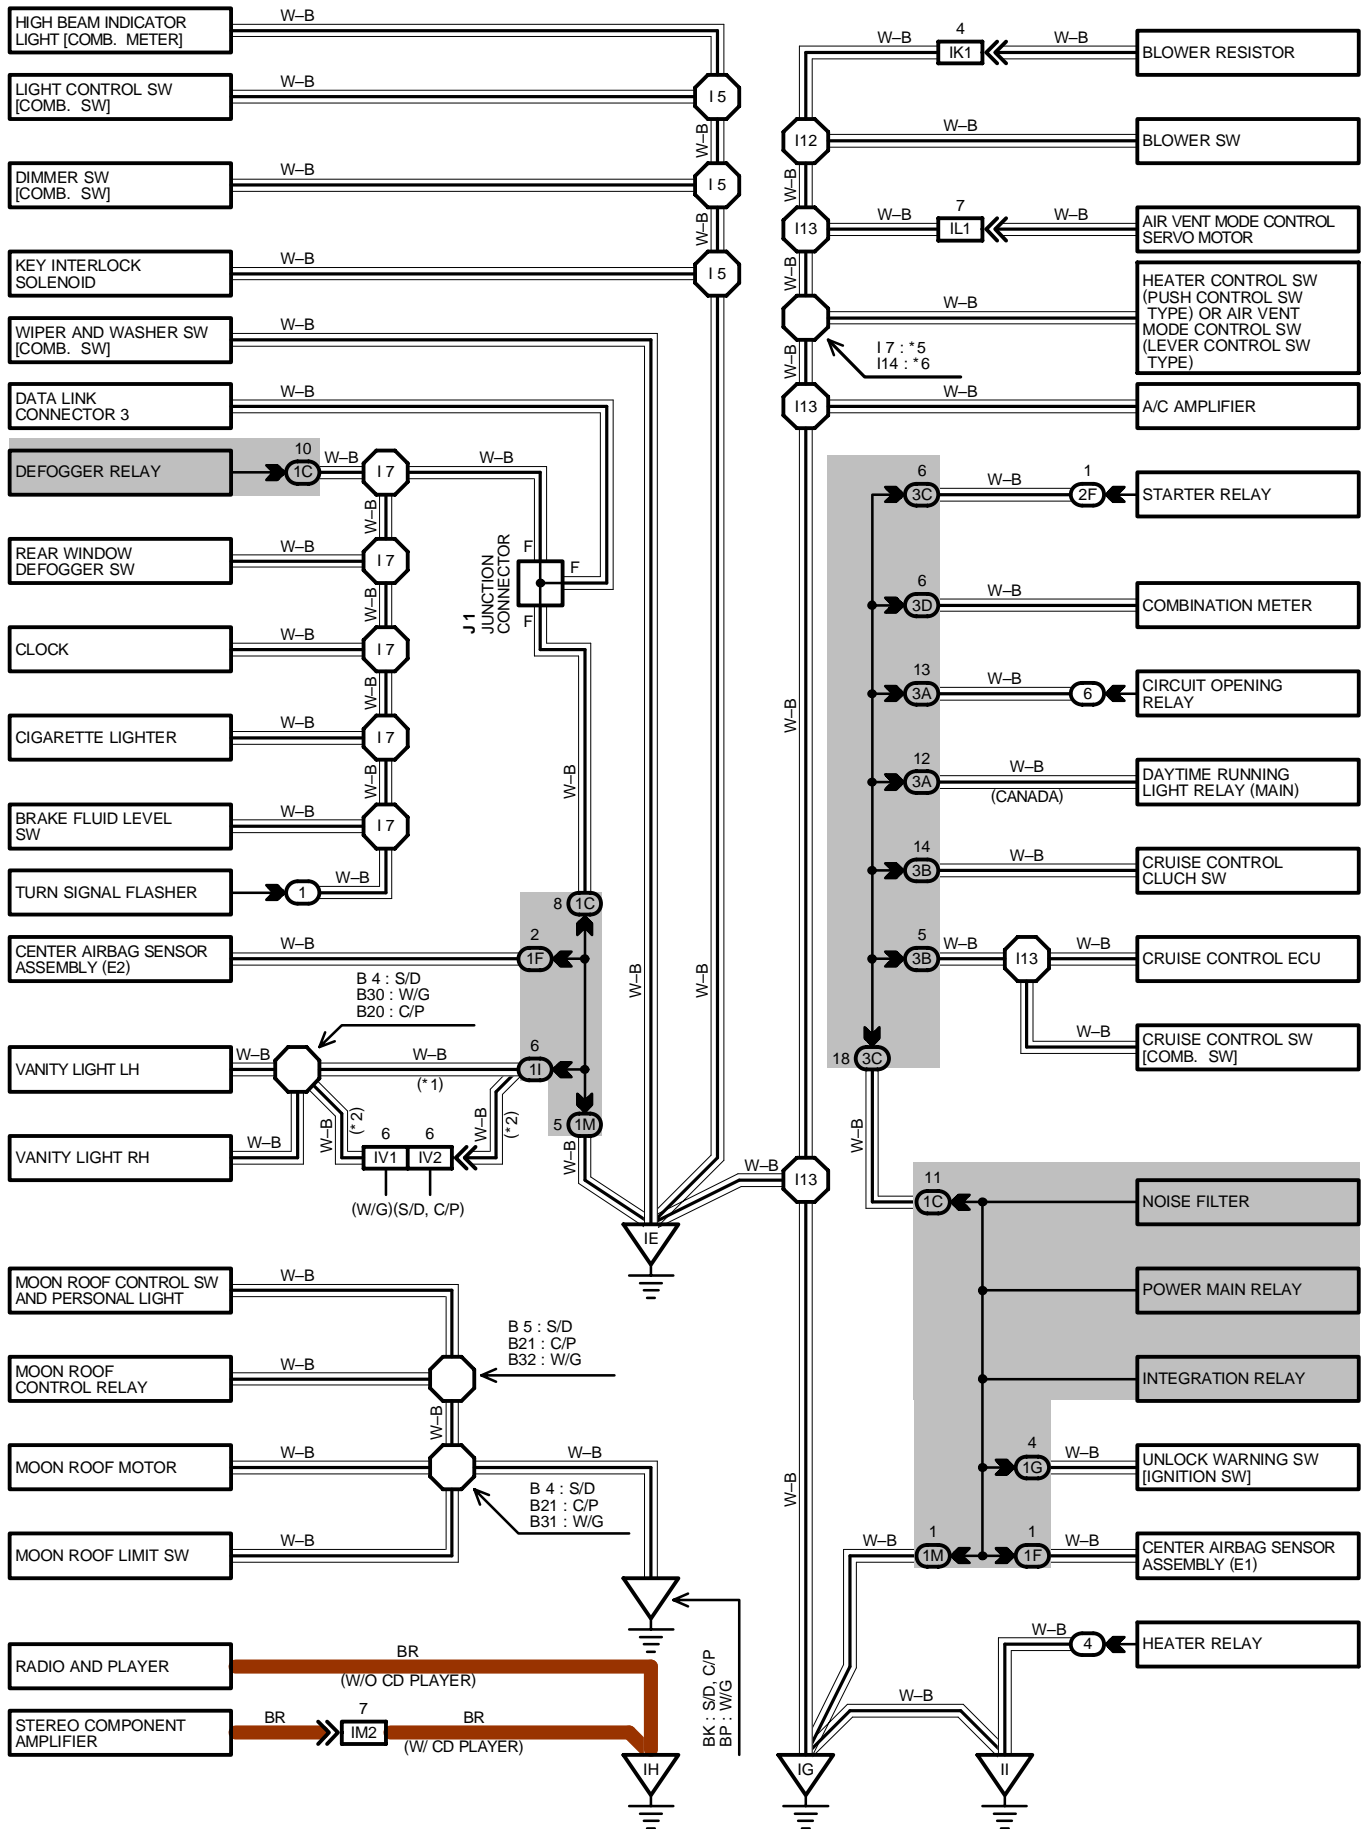 HIGH BEAM INDICATOR
LIGHT [COMB. METER]
W–B
LIGHT CONTROL SW
[COMB. SW]
W–B
I 5
W–B
DIMMER SW
[COMB. SW]
W–B
I 5
W–B
KEY INTERLOCK
SOLENOID
W–B
I 5
WIPER AND WASHER SW
[COMB. SW]
W–B
DATA LINK
CONNECTOR 3
W–B
DEFOGGER RELAY
10
1C
W–B
I 7
W–B
W–B
REAR WINDOW
DEFOGGER SW
W–B
I 7
W–B
F
F
F
J 1
JUNCTION
CONNECTOR
CLOCK
W–B
I 7
W–B
CIGARETTE LIGHTER
W–B
I 7
W–B
W–B
BRAKE FLUID LEVEL
SW
W–B
I 7
TURN SIGNAL FLASHER
1
W–B
8
1C
CENTER AIRBAG SENSOR
ASSEMBLY (E2)
W–B
2
1F
W–B
W–B
B 4 : S/D
B30 : W/G
B20 : C/P
VANITY LIGHT LH
W–B
W–B
(*1)
6
1I
VANITY LIGHT RH
W–B
W–B
(*2)
6
6
IV1
IV2
W–B
(*2)
5
1M
W–B
(W/G)(S/D, C/P)
IE
W–B
MOON ROOF CONTROL SW
AND PERSONAL LIGHT
W–B
B 5 : S/D
B21 : C/P
B32 : W/G
MOON ROOF
CONTROL RELAY
W–B
W–B
MOON ROOF MOTOR
W–B
W–B
B 4 : S/D
B21 : C/P
B31 : W/G
MOON ROOF LIMIT SW
W–B
BK : S/D, C/P
BP : W/G
RADIO AND PLAYER
BR
(W/O CD PLAYER)
STEREO COMPONENT
AMPLIFIER
BR
7
IM2
BR
(W/ CD PLAYER)
IH
W–B
4
IK1
W–B
BLOWER RESISTOR
I12
W–B
BLOWER SW
W–B
I13
W–B
7
IL1
W–B
AIR VENT MODE CONTROL
SERVO MOTOR
W–B
W–B
HEATER CONTROL SW
(PUSH CONTROL SW
TYPE) OR AIR VENT
MODE CONTROL SW
(LEVER CONTROL SW
TYPE)
I 7 : *5
I14 : *6
W–B
I13
W–B
A/C AMPLIFIER
6
3C
W–B
1
2F
STARTER RELAY
6
3D
W–B
COMBINATION METER
W–B
13
3A
W–B
6
CIRCUIT OPENING
RELAY
12
3A
W–B
(CANADA)
DAYTIME RUNNING
LIGHT RELAY (MAIN)
14
3B
W–B
CRUISE CONTROL
CLUCH SW
5
3B
W–B
I13
W–B
CRUISE CONTROL ECU
W–B
CRUISE CONTROL SW
[COMB. SW]
18
3C
W–B
I13
11
1C
NOISE FILTER
POWER MAIN RELAY
INTEGRATION RELAY
W–B
4
1G
W–B
UNLOCK WARNING SW
[IGNITION SW]
W–B
1
1M
1
1F
W–B
CENTER AIRBAG SENSOR
ASSEMBLY (E1)
W–B
4
HEATER RELAY
W–B
IG
II